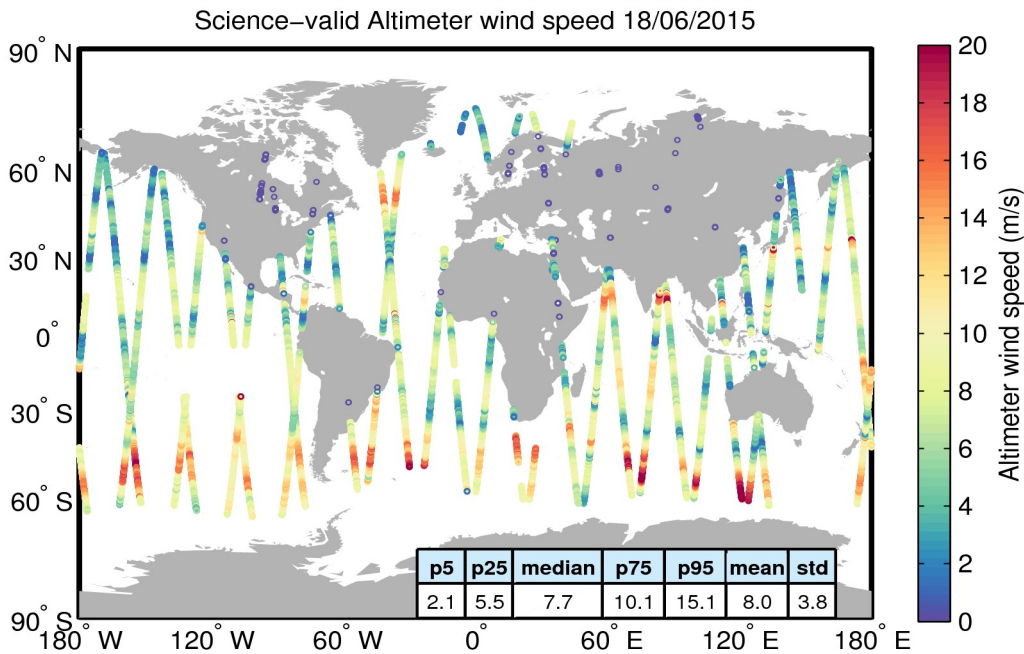 Science−valid Altimeter wind speed 18/06/2015
90° N
60° N
30° N
0°
30° S
60° S
90° S
180° W
120° W
60° W
0°
60° E
120° E
180° E
p5 p25 median p75 p95 mean std
2.1 5.5 7.7 10.1 15.1 8.0 3.8
20
18
16
14
12
10
8
6
4
2
0
Altimeter wind speed (m/s)